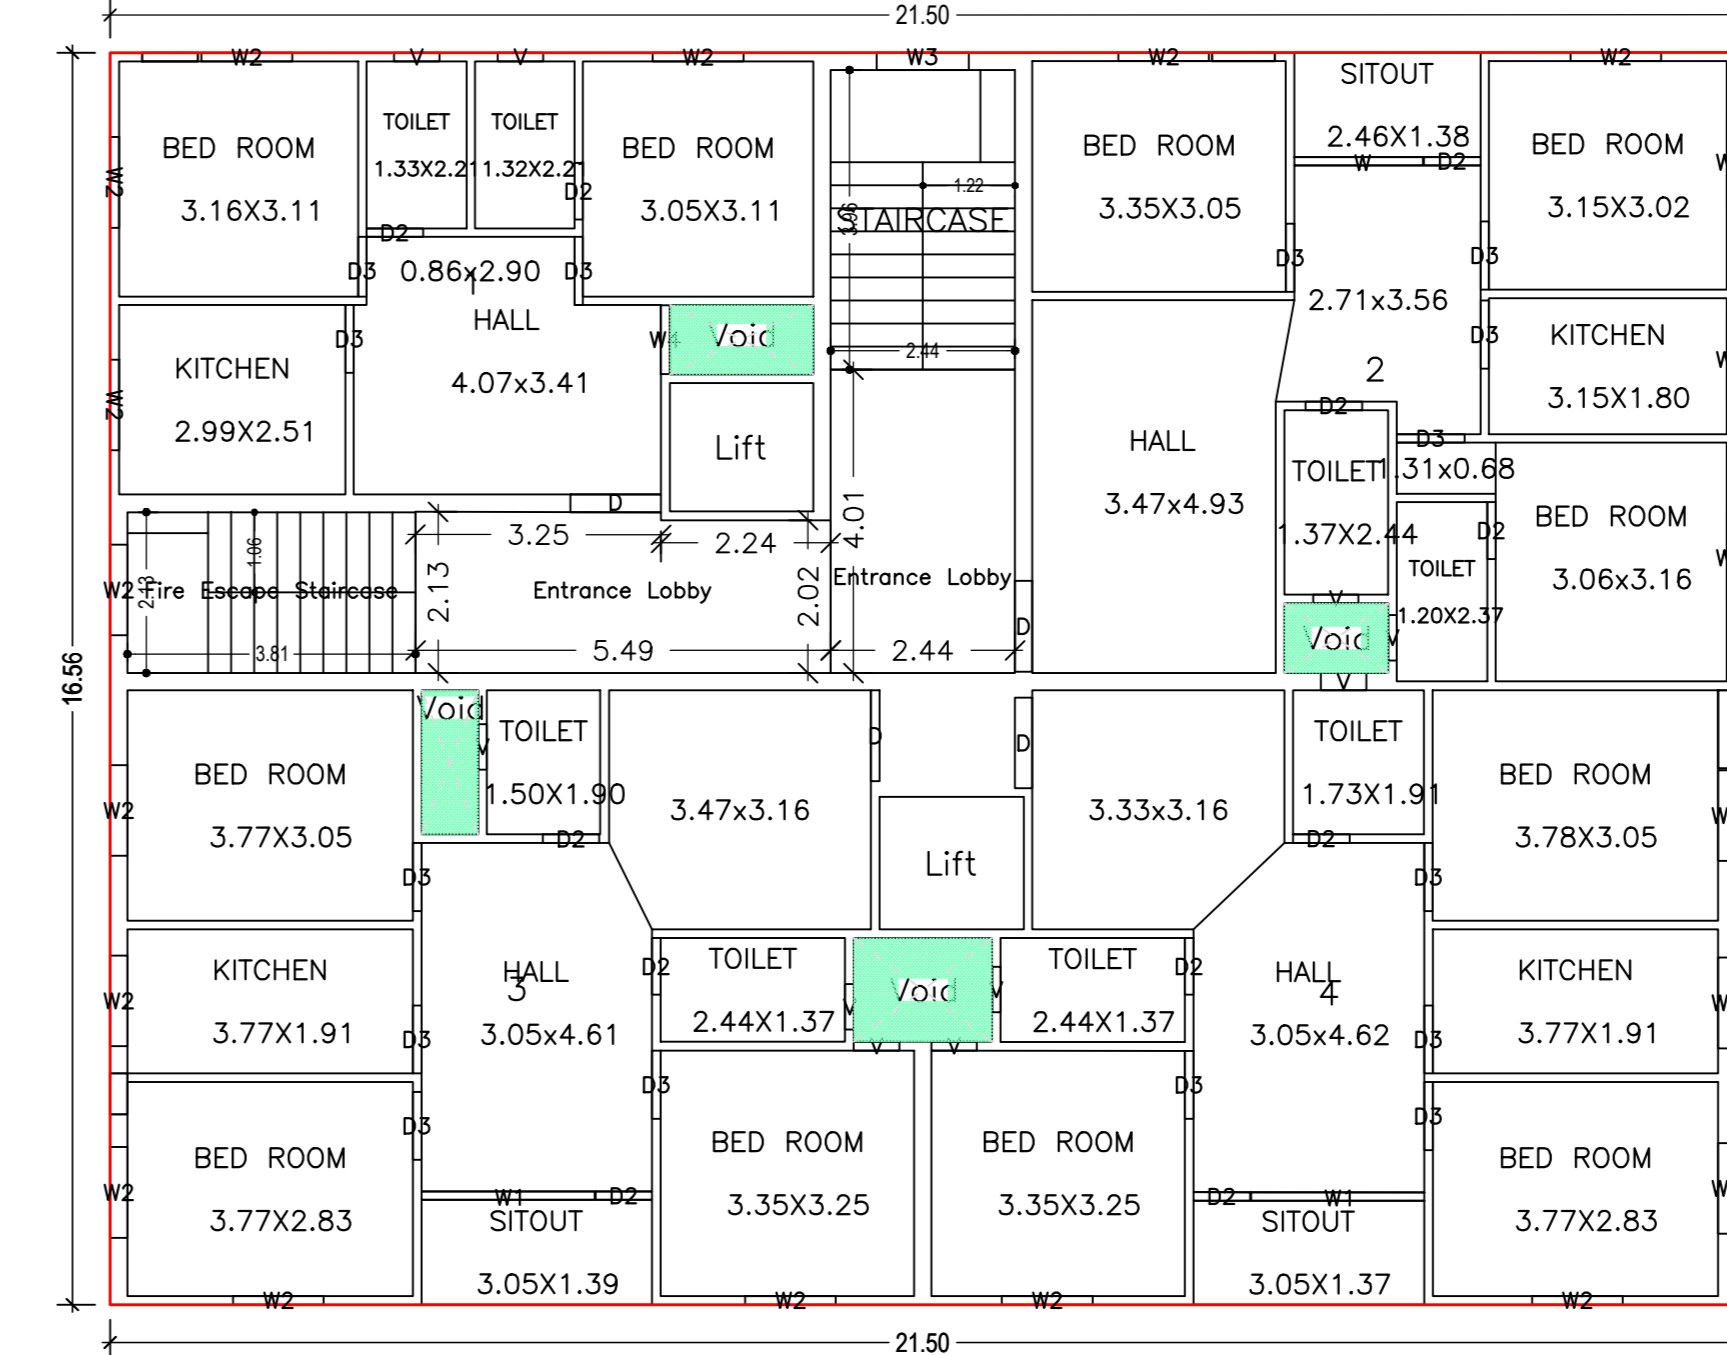 21.50
W2
V
V
W2
W3
W2
W2
SITOUT
2.46X1.38
W
D2
BED ROOM
3.16X3.11
TOILET
1.33X2.21
TOILET
1.32X2.21
BED ROOM
3.05X3.11
STAIRCASE
1.22
3.96
2.44
BED ROOM
3.35X3.05
BED ROOM
3.15X3.02
W2
W
D2
D2
D3
0.86x2.90
D3
1
HALL
4.07x3.41
D3
D3
2.71x3.56
2
D3
KITCHEN
2.99X2.51
W2
D3
W4
Void
Lift
KITCHEN
3.15X1.80
D3
W
HALL
3.47x4.93
D2
TOILET
1.37X2.44
D3
1.31x0.68
BED ROOM
3.06x3.16
D2
W
TOILET
1.20X2.37
V
Void
V
V
D
3.25
2.24
4.01
W2
Fire Escape Staircase
2.13
1.06
3.81
2.13
Entrance Lobby
5.49
2.02
Entrance Lobby
2.44
D
16.56
BED ROOM
3.77X3.05
W2
Void
V
TOILET
1.50X1.90
D2
3.47x3.16
D
D
3.33x3.16
TOILET
1.73X1.91
D2
BED ROOM
3.78X3.05
W
D3
Lift
D3
KITCHEN
3.77X1.91
W2
D3
HALL
3
3.05x4.61
D2
TOILET
2.44X1.37
V
Void
V
V
V
TOILET
2.44X1.37
D2
HALL
4
3.05x4.62
D3
KITCHEN
3.77X1.91
W
BED ROOM
3.77X2.83
W2
D3
D3
BED ROOM
3.35X3.25
BED ROOM
3.35X3.25
D3
D3
BED ROOM
3.77X2.83
W
W1
D2
SITOUT
3.05X1.39
D2
W1
SITOUT
3.05X1.37
W2
W2
W2
W2
21.50